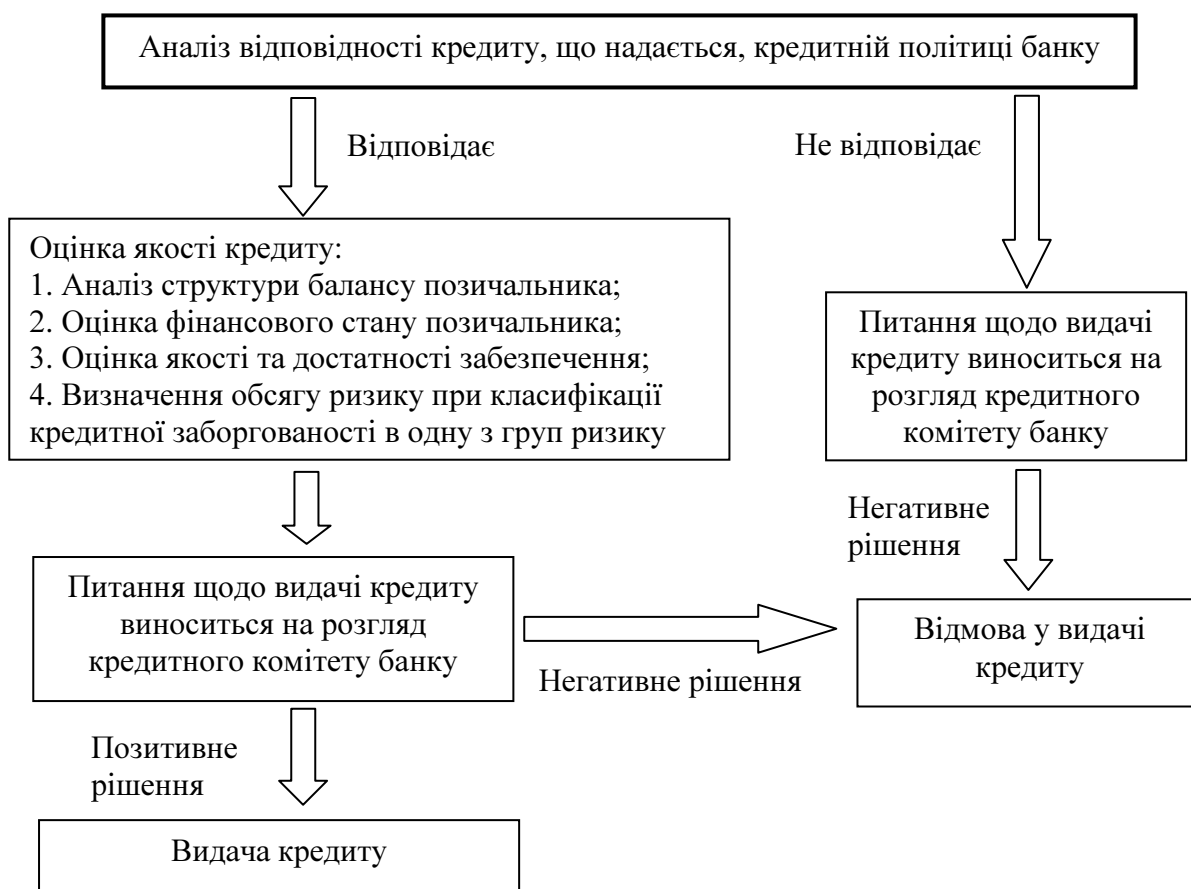 Аналіз відповідності кредиту, що надається, кредитній політиці банку
Відповідає
Не відповідає
Оцінка якості кредиту:
1. Аналіз структури балансу позичальника;
2. Оцінка фінансового стану позичальника;
3. Оцінка якості та достатності забезпечення;
4. Визначення обсягу ризику при класифікації
кредитної заборгованості в одну з груп ризику
Питання щодо видачі
кредиту виноситься на
розгляд кредитного
комітету банку
Негативне
рішення
Питання щодо видачі кредиту
виноситься на розгляд
кредитного комітету банку
Негативне рішення
Відмова у видачі
кредиту
Позитивне
рішення
Видача кредиту